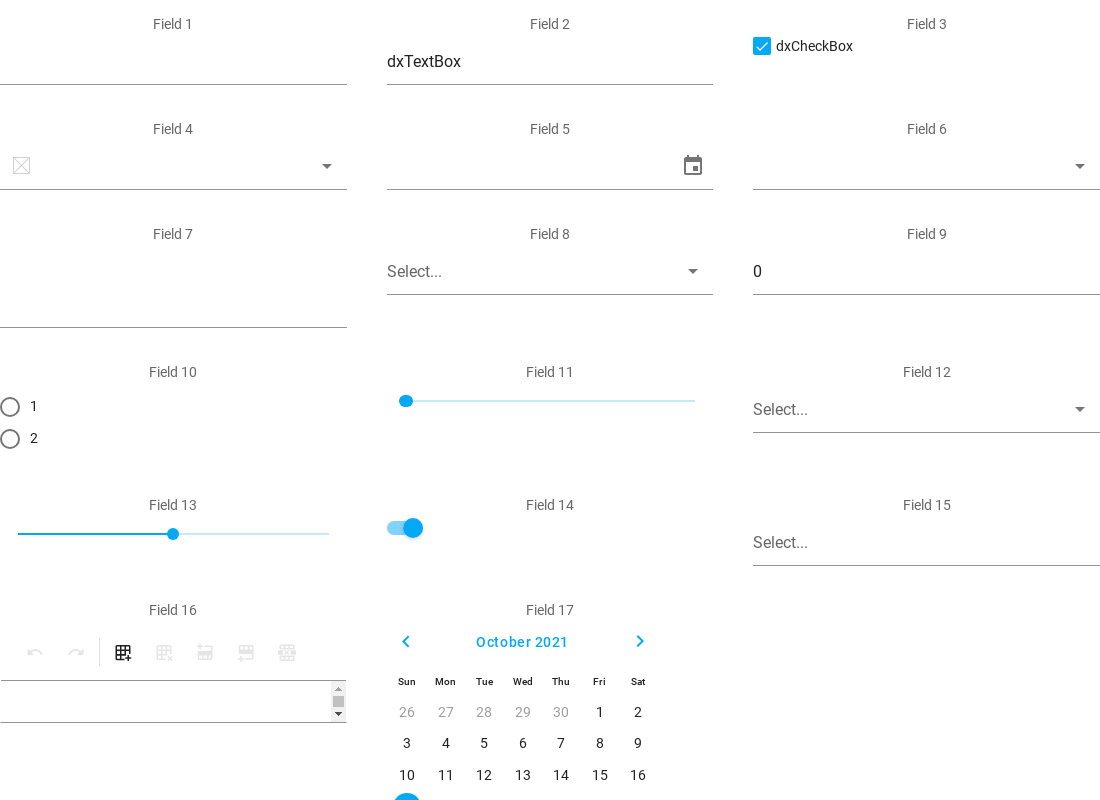 Field 1 Field 2 Field 3
dxTextBox dxCheckBox
Field 4 Field 5 Field 6
Field 7 Field 8 Field 9
Select... 0
Field 10 Field 11 Field 12
1 Select...
2
Field 13 Field 14 Field 15
Select...
Field 16 Field 17
October 2021
Sun Mon Tue Wed Thu Fri Sat
26 27 28 29 30 1 2
3 4 5 6 7 8 9
10 11 12 13 14 15 16